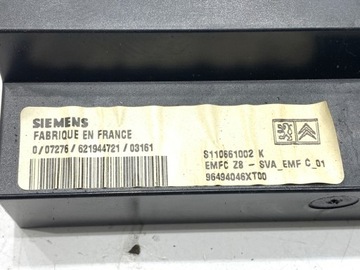 SIEMENS
FABRIQUE EN FRANCE
0/07276/621944721/03161
S110661002 K
EMFC Z8 - SVA_EMF C_01
96494046XT00